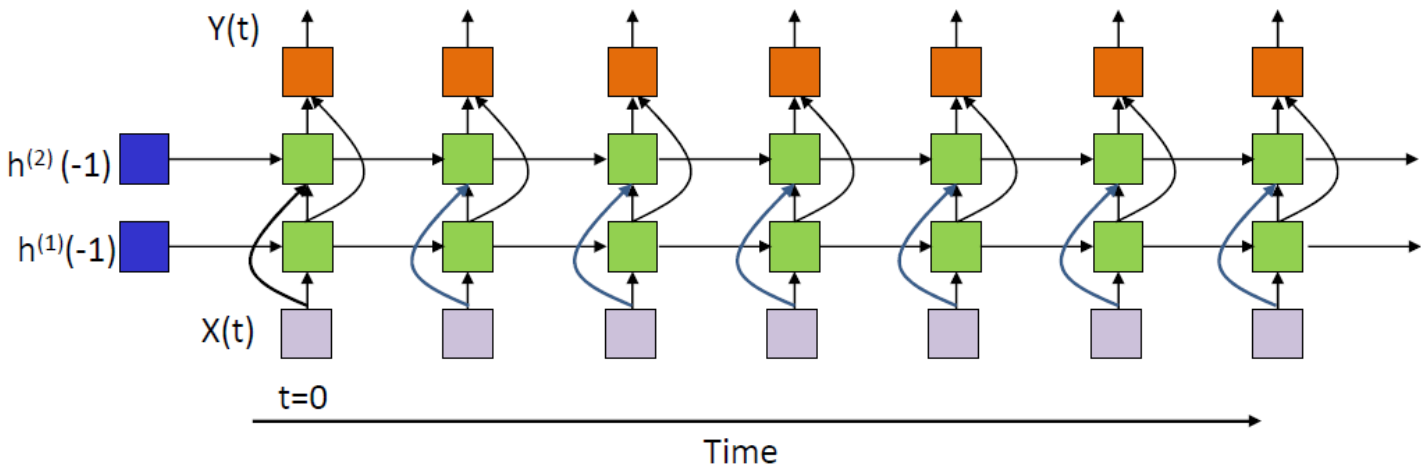 Y(t)
h⁽²⁾ (-1)
h⁽¹⁾(-1)
X(t)
t=0
Time